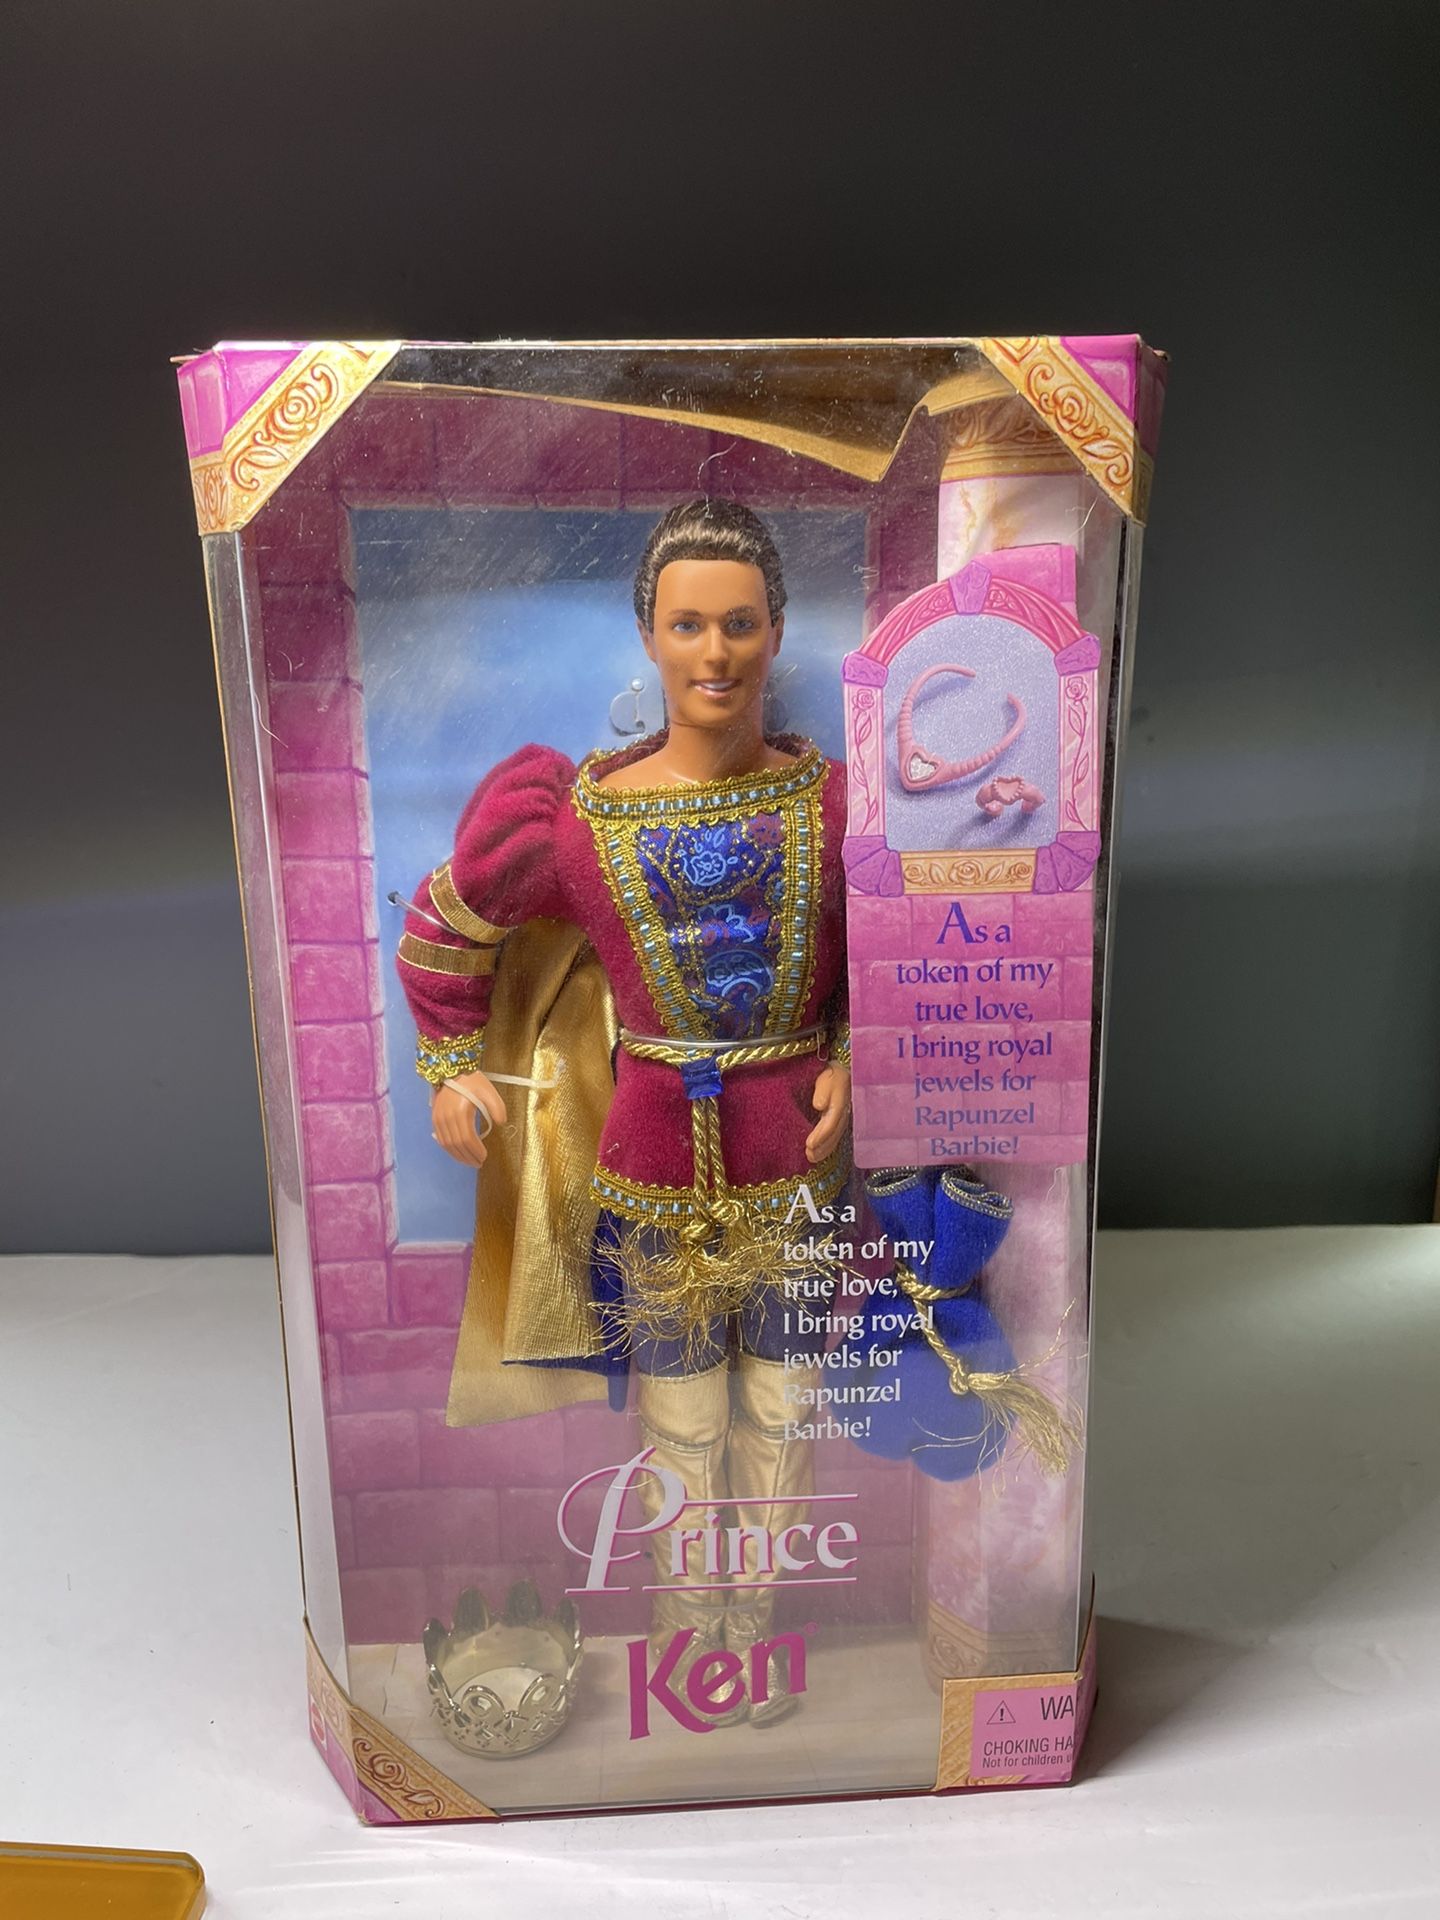 As a
token of my
true love,
I bring royal
jewels for
Rapunzel
Barbie!
As a
token of my
true love,
I bring royal
jewels for
Rapunzel
Barbie!
Prince
Ken®
WA
CHOKING HA
Not for children u